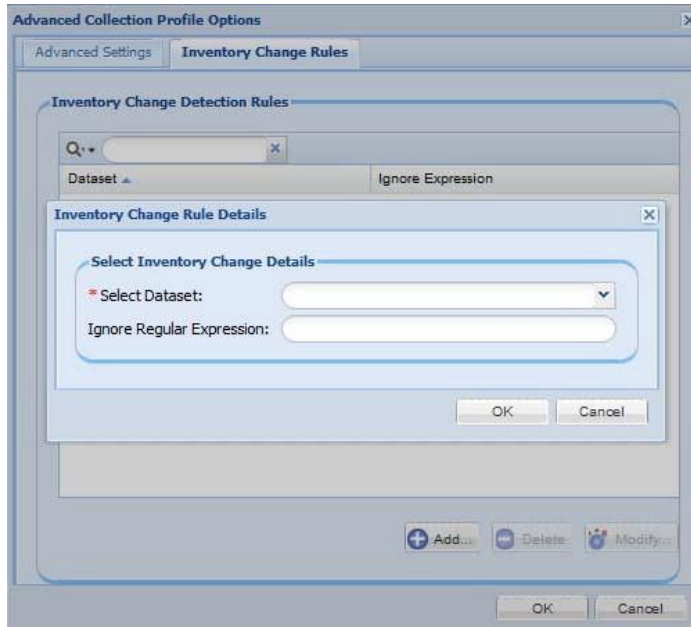 Advanced Collection Profile Options
Advanced Settings Inventory Change Rules
Inventory Change Detection Rules
Dataset Ignore Expression
Inventory Change Rule Details
Select Inventory Change Details
* Select Dataset:
Ignore Regular Expression:
OK Cancel
Add... Delete Modify...
OK Cancel